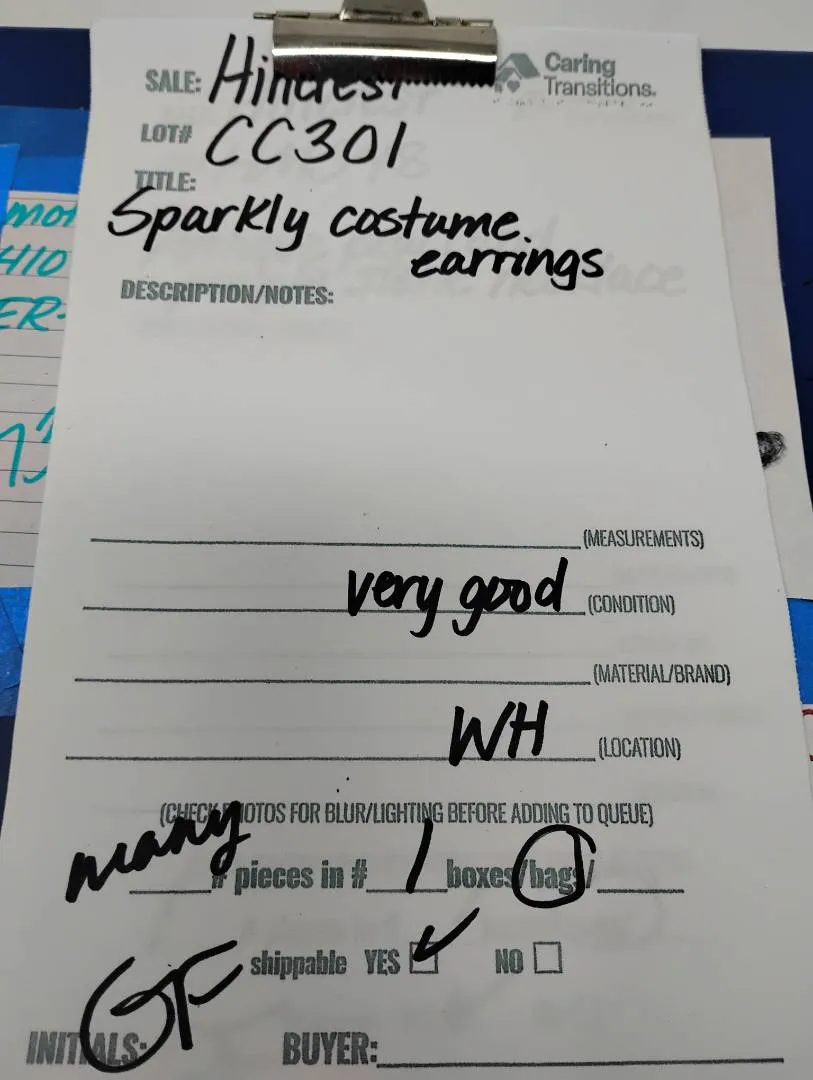 Caring
Transitions®
SALE: Hincrest
LOT# CC301
TITLE:
Sparkly costume
earrings
DESCRIPTION/NOTES:
(MEASUREMENTS)
very good (CONDITION)
(MATERIAL/BRAND)
WH (LOCATION)
(CHECK PHOTOS FOR BLUR/LIGHTING BEFORE ADDING TO QUEUE)
many # pieces in # 1 boxes/bags/
shippable YES ✓ NO
INITIALS: GF BUYER:
ER-